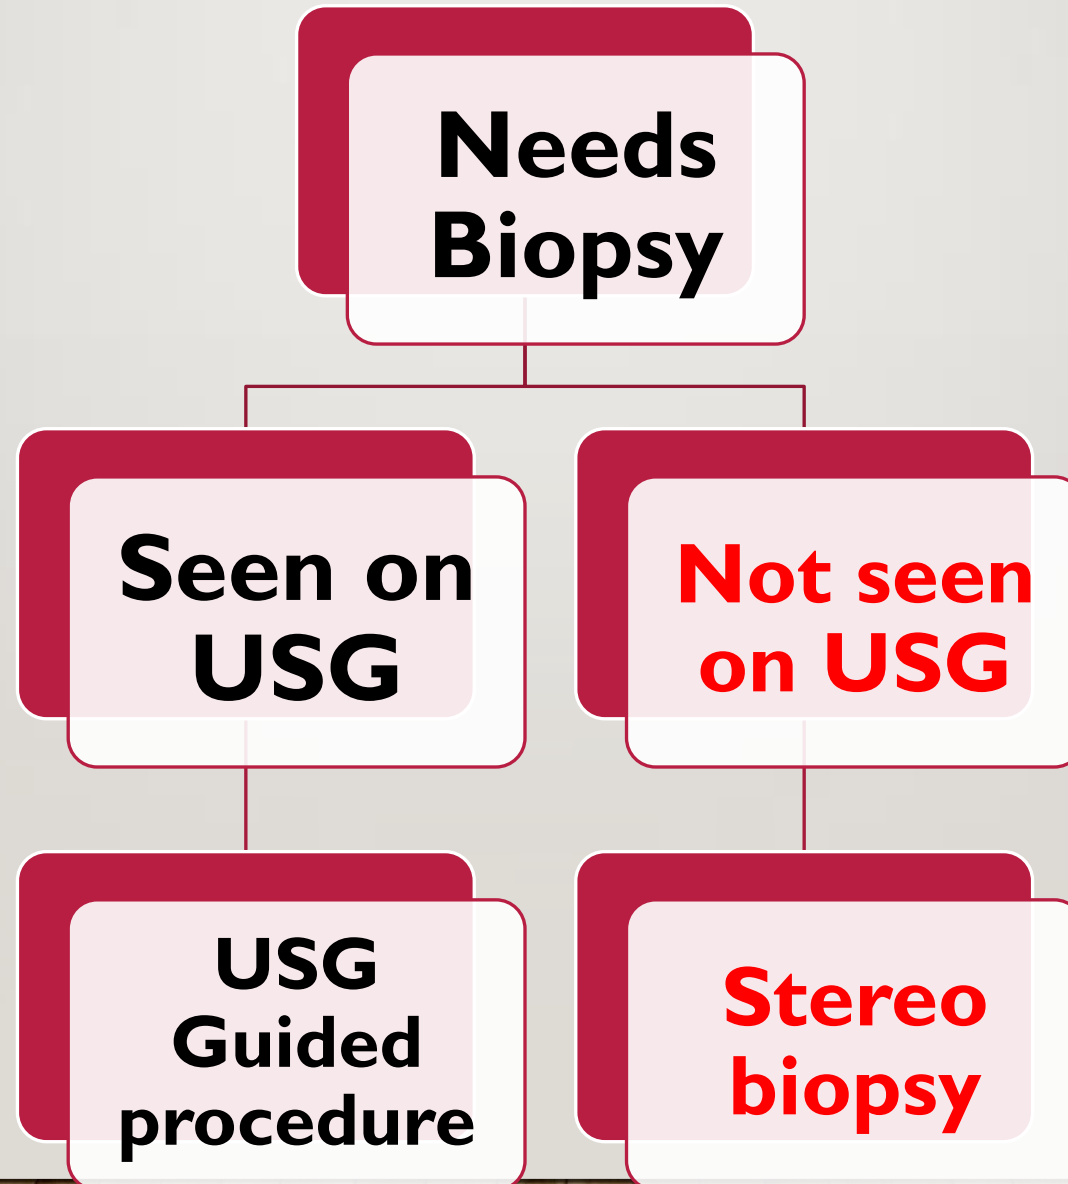 Needs
Biopsy
Seen on
USG
Not seen
on USG
USG
Guided
procedure
Stereo
biopsy